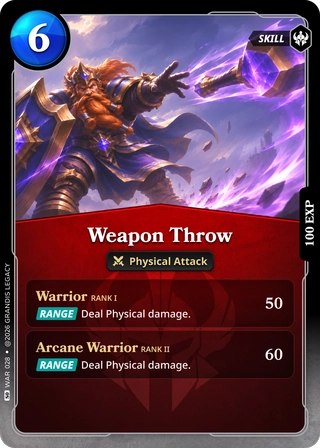 6
SKILL
Weapon Throw
Physical Attack
100 EXP
Warrior RANK I
50
RANGE Deal Physical damage.
Arcane Warrior RANK II
60
RANGE Deal Physical damage.
WAR 028 • @2026 GRANDIS LEGACY